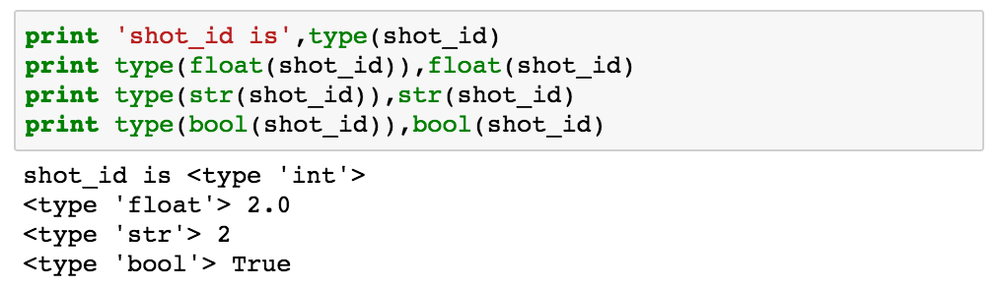 print 'shot_id is',type(shot_id)
print type(float(shot_id)),float(shot_id)
print type(str(shot_id)),str(shot_id)
print type(bool(shot_id)),bool(shot_id)
shot_id is <type 'int'>
<type 'float'> 2.0
<type 'str'> 2
<type 'bool'> True